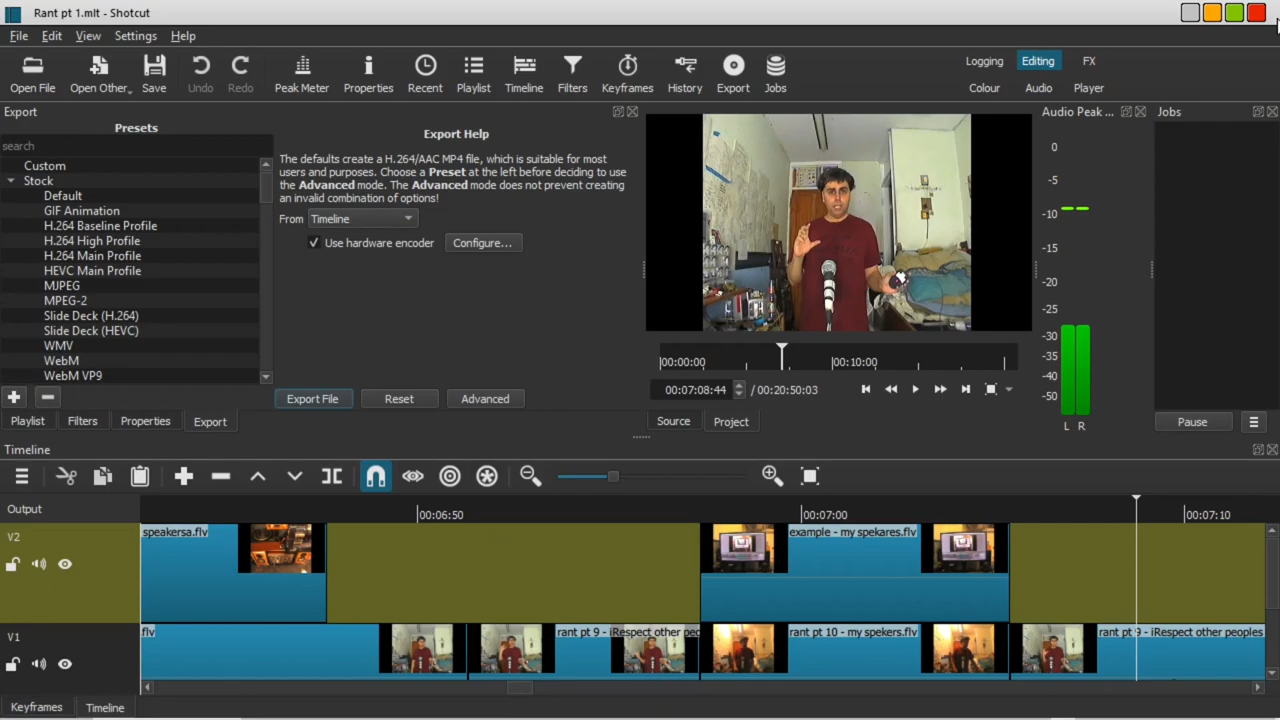 Rant pt 1.mlt - Shotcut
File Edit View Settings Help
Open File Open Other... Save Undo Redo Peak Meter Properties Recent Playlist Timeline Filters Keyframes History Export Jobs
Logging Editing FX
Colour Audio Player
Export
Presets
search
Custom
Stock
Default
GIF Animation
H.264 Baseline Profile
H.264 High Profile
H.264 Main Profile
HEVC Main Profile
MJPEG
MPEG-2
Slide Deck (H.264)
Slide Deck (HEVC)
WMV
WebM
WebM VP9
Export Help
The defaults create a H.264/AAC MP4 file, which is suitable for most
users and purposes. Choose a Preset at the left before deciding to
use the Advanced mode. The Advanced mode does not prevent creating
an invalid combination of options!
From Timeline
Use hardware encoder Configure...
Export File Reset Advanced
Playlist Filters Properties Export
00:00:00 00:10:00
00:07:08:44 / 00:20:50:03
Source Project
Audio Peak ...
0
-5
-10
-15
-20
-25
-30
-35
-40
-50
L R
Jobs
Pause
Timeline
Output
00:06:50 00:07:00 00:07:10
V2
speakersa.flv example - my spekares.flv
V1
.flv rant pt 9 - iRespect other peo rant pt 10 - my spekers.flv rant pt 9 - iRespect other peoples
Keyframes Timeline